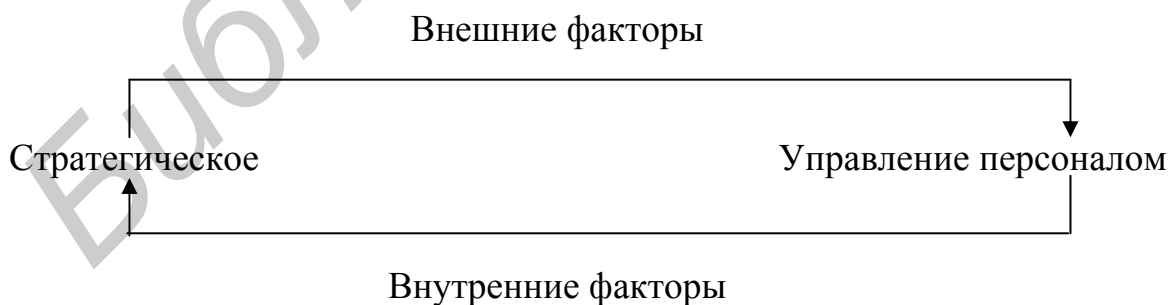 Внешние факторы
Стратегическое Управление персоналом
Внутренние факторы